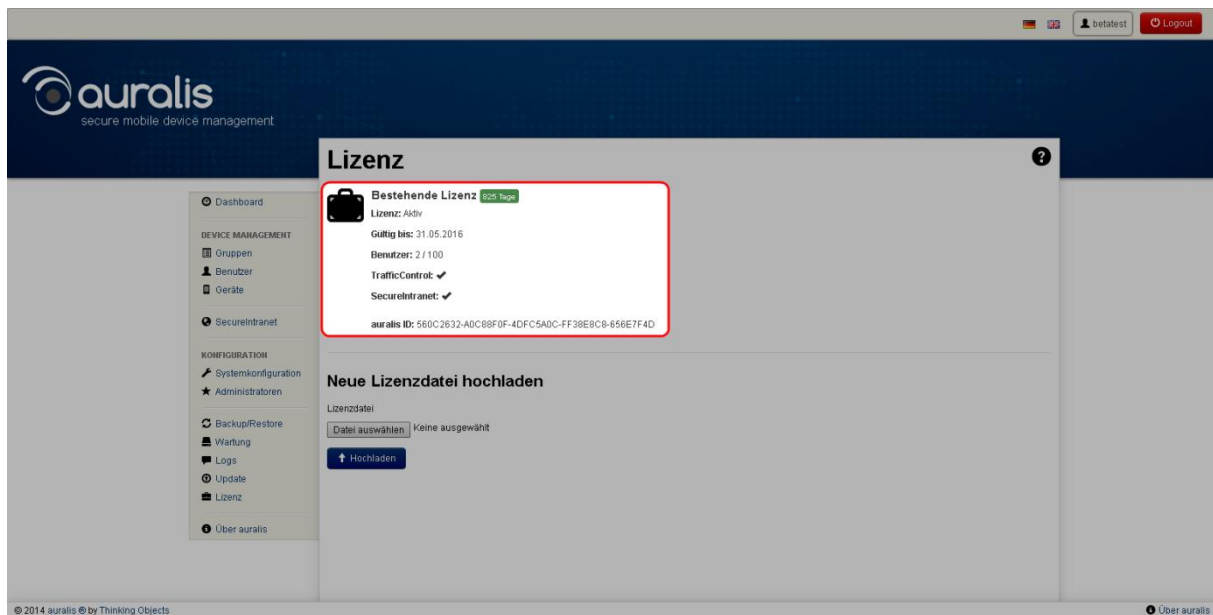 betatest
Logout
auralis
secure mobile device management
Lizenz
Dashboard
DEVICE MANAGEMENT
Gruppen
Benutzer
Geräte
SecureIntranet
KONFIGURATION
Systemkonfiguration
Administratoren
Backup/Restore
Wartung
Logs
Update
Lizenz
Über auralis
Bestehende Lizenz 825 Tage
Lizenz: Aktiv
Gültig bis: 31.05.2016
Benutzer: 2 / 100
TrafficControl: ✔
SecureIntranet: ✔
auralis ID: 560C2632-A0C88F0F-4DFC5A0C-FF38E8C8-656E7F4D
Neue Lizenzdatei hochladen
Lizenzdatei
Datei auswählen Keine ausgewählt
Hochladen
© 2014 auralis ® by Thinking Objects
Über auralis